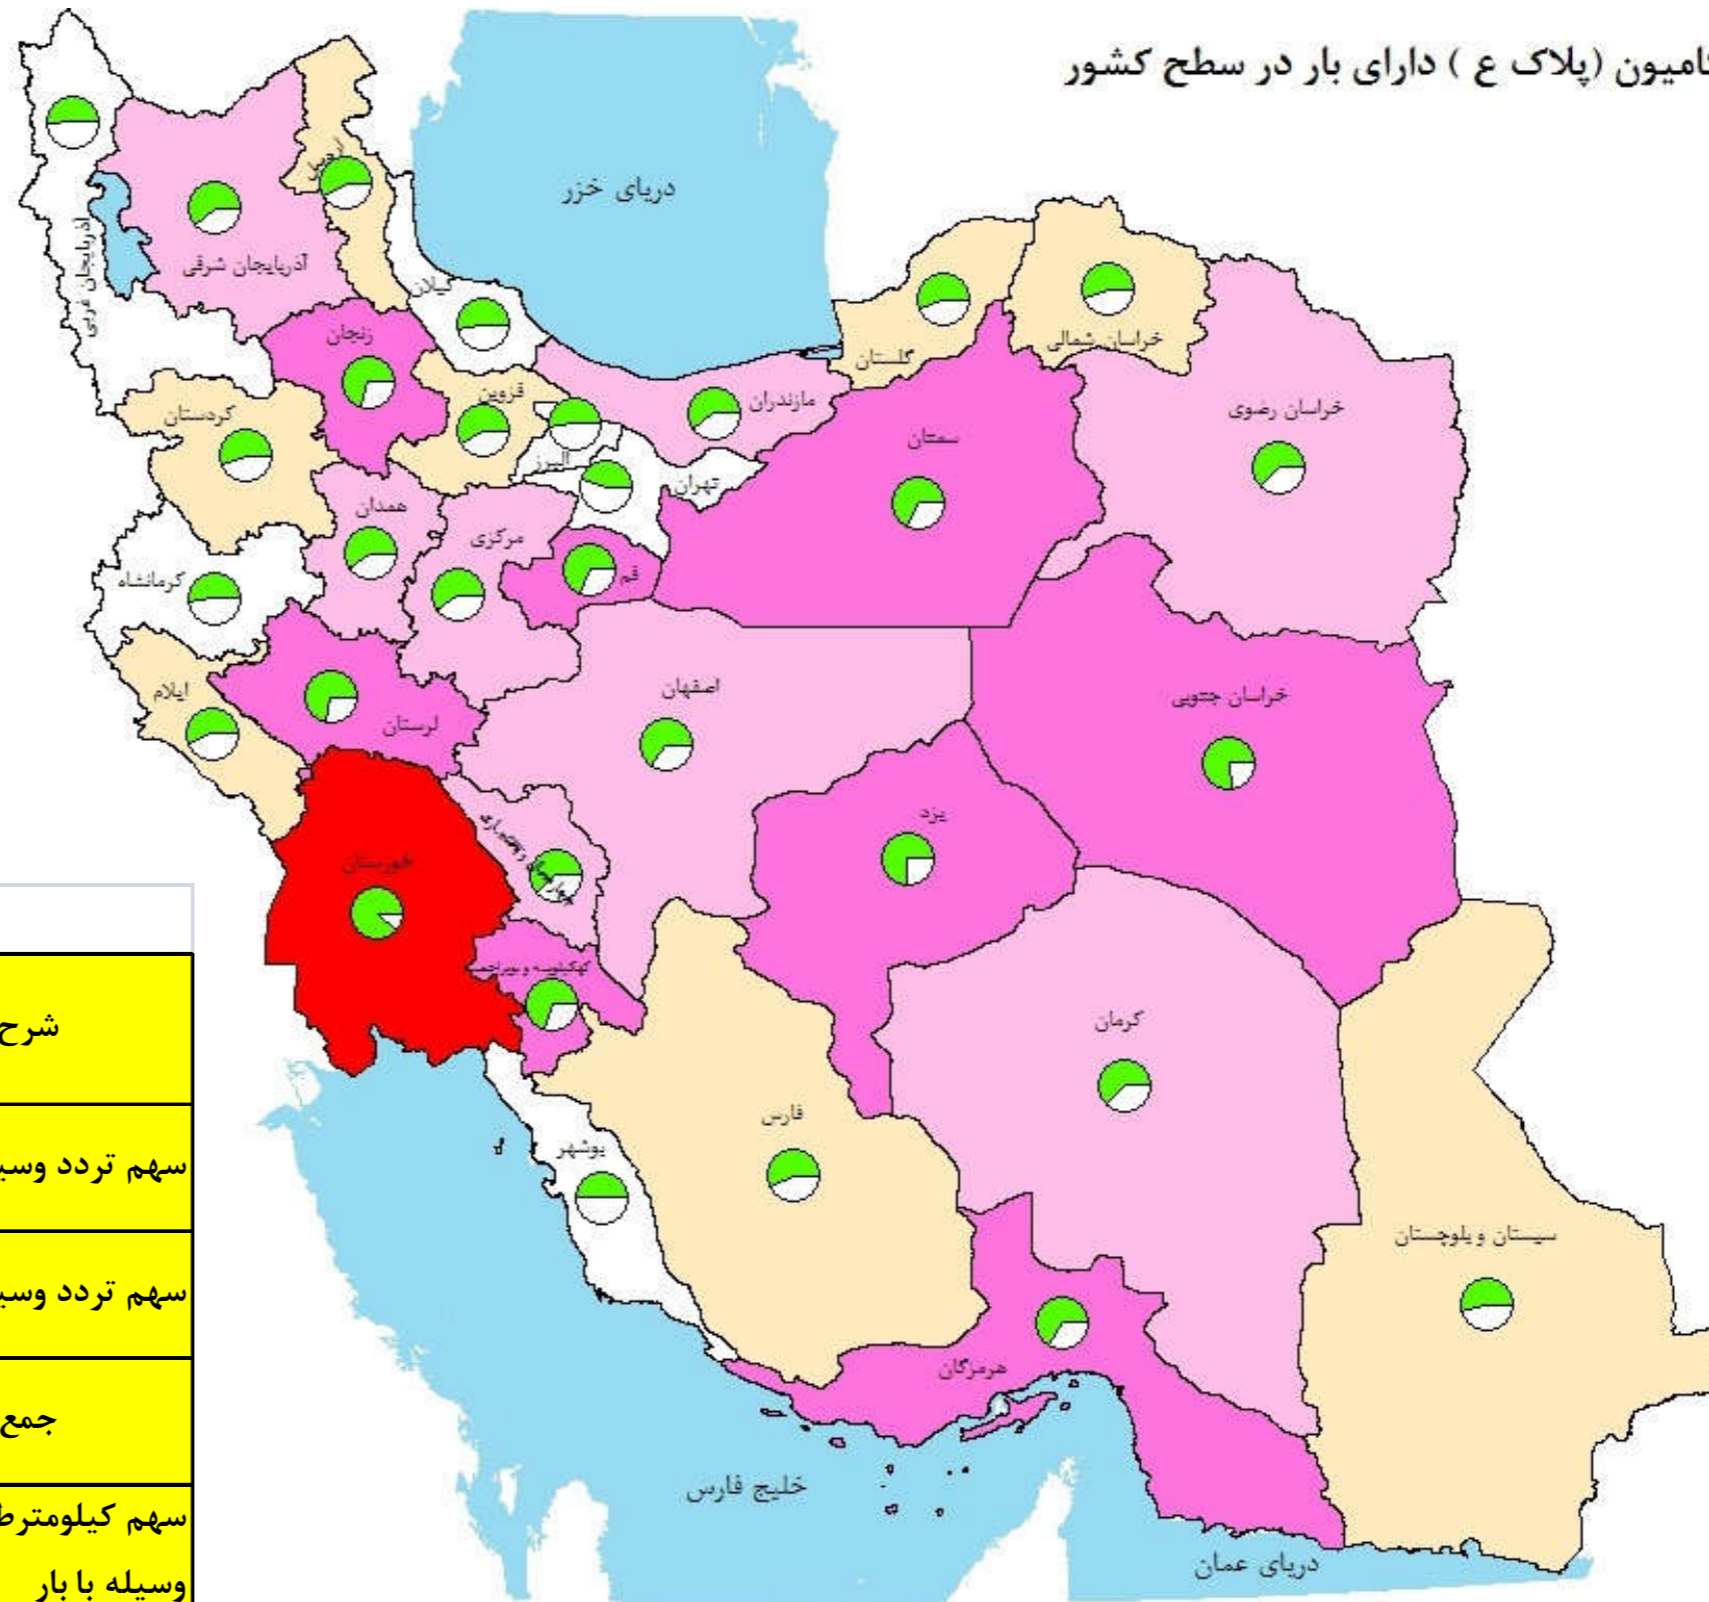 کامیون (پلاک ع ) دارای بار در سطح کشور
دریای خزر
اردبیل
آذربایجان غربی
آذربایجان شرقی
گیلان
زنجان
گلستان
خراسان شمالی
قزوین
مازندران
خراسان رضوی
کردستان
سمنان
البرز
تهران
همدان
مرکزی
کرمانشاه
قم
ایلام
لرستان
اصفهان
خراسان جنوبی
یزد
خوزستان
چهارمحال و بختیاری
کهکیلویه و بویراحمد
کرمان
فارس
بوشهر
سیستان و بلوچستان
هرمزگان
خلیج فارس
دریای عمان
شرح
سهم تردد وسی
سهم تردد وسی
جمع
سهم کیلومترط
وسیله با بار